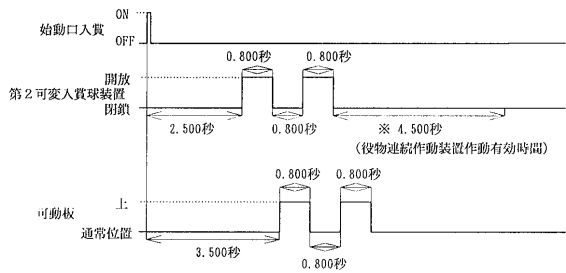 ON
始動口入賞
OFF
0.800秒 0.800秒
開放
第2可変入賞球装置
閉鎖
2.500秒 0.800秒 ※ 4.500秒
(役物連続作動装置作動有効時間)
0.800秒 0.800秒
上
可動板
通常位置
3.500秒
0.800秒